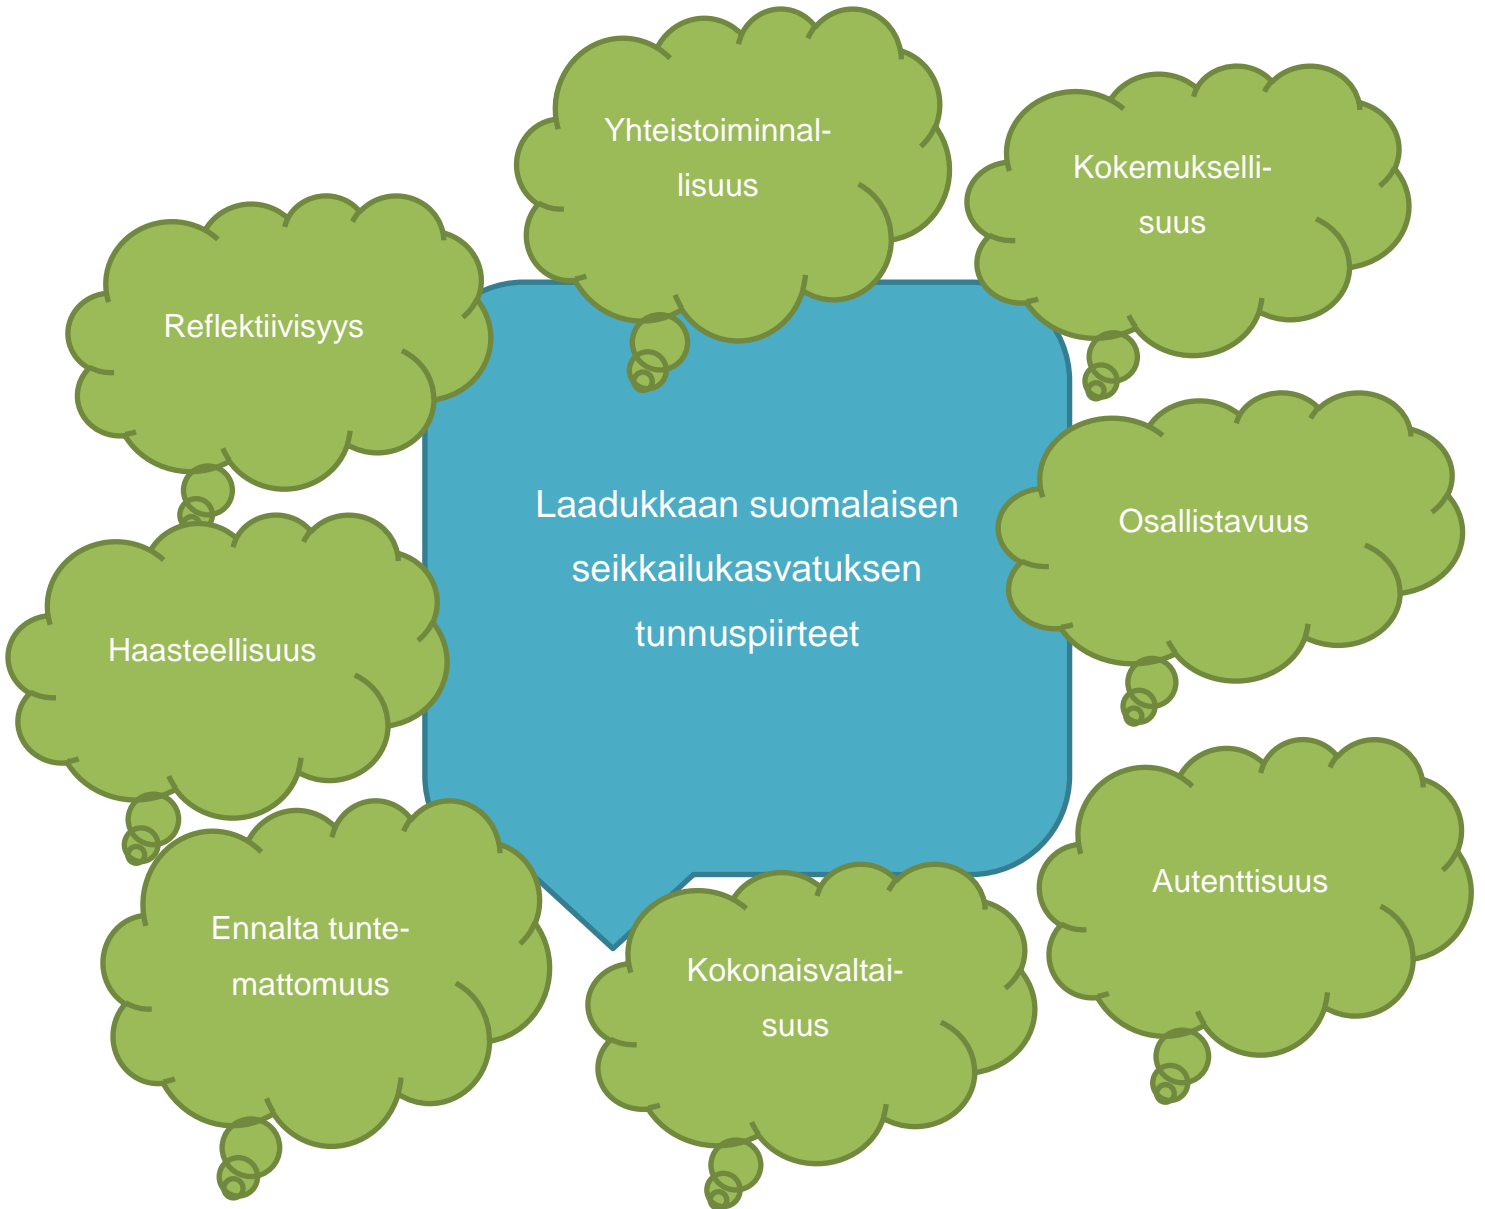 Yhteistoiminnal-
lisuus
Kokemukselli-
suus
Reflektiivisyys
Laadukkaan suomalaisen
seikkailukasvatuksen
tunnuspiirteet
Osallistavuus
Haasteellisuus
Autenttisuus
Ennalta tunte-
mattomuus
Kokonaisvaltai-
suus